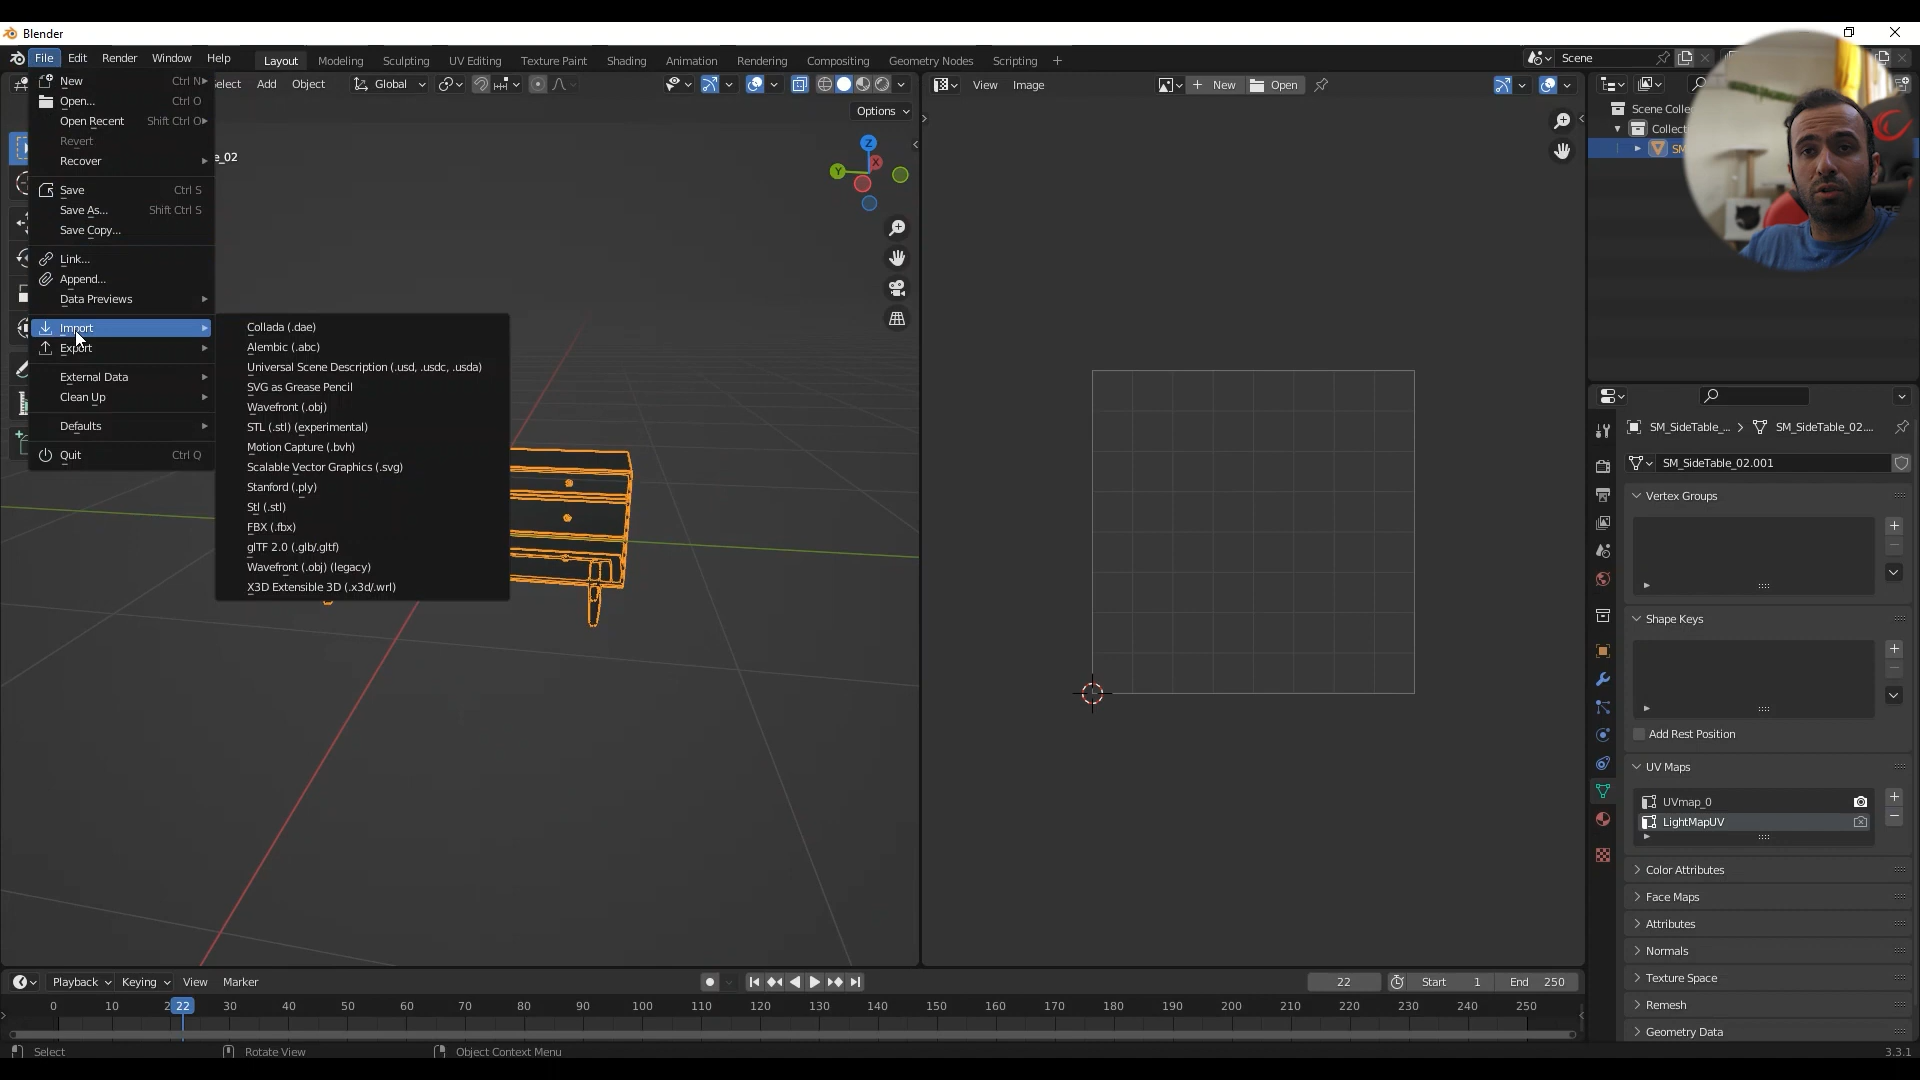 Blender
File Edit Render Window Help Layout Modeling Sculpting UV Editing Texture Paint Shading Animation Rendering Compositing Geometry Nodes Scripting + Scene
Select Add Object Global View Image New Open
Options
New Ctrl N
Open... Ctrl O
Open Recent Shift Ctrl O
Revert
Recover
Save Ctrl S
Save As... Shift Ctrl S
Save Copy...
Link...
Append...
Data Previews
Import
Export
External Data
Clean Up
Defaults
Quit Ctrl Q
Collada (.dae)
Alembic (.abc)
Universal Scene Description (.usd, .usdc, .usda)
SVG as Grease Pencil
Wavefront (.obj)
STL (.stl) (experimental)
Motion Capture (.bvh)
Scalable Vector Graphics (.svg)
Stanford (.ply)
Stl (.stl)
FBX (.fbx)
glTF 2.0 (.glb/.gltf)
Wavefront (.obj) (legacy)
X3D Extensible 3D (.x3d/.wrl)
e_02
Z
X
Y
Scene Collec
Collect
SM
SM_SideTable_... > SM_SideTable_02....
SM_SideTable_02.001
Vertex Groups
Shape Keys
Add Rest Position
UV Maps
UVmap_0
LightMapUV
Color Attributes
Face Maps
Attributes
Normals
Texture Space
Remesh
Geometry Data
Playback Keying View Marker 22 Start 1 End 250
0 10 2 22 30 40 50 60 70 80 90 100 110 120 130 140 150 160 170 180 190 200 210 220 230 240 250
Select Rotate View Object Context Menu 3.3.1